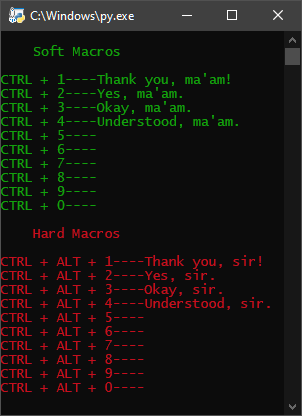 C:\Windows\py.exe
Soft Macros
CTRL + 1----Thank you, ma'am!
CTRL + 2----Yes, ma'am.
CTRL + 3----Okay, ma'am.
CTRL + 4----Understood, ma'am.
CTRL + 5----
CTRL + 6----
CTRL + 7----
CTRL + 8----
CTRL + 9----
CTRL + 0----
Hard Macros
CTRL + ALT + 1----Thank you, sir!
CTRL + ALT + 2----Yes, sir.
CTRL + ALT + 3----Okay, sir.
CTRL + ALT + 4----Understood, sir.
CTRL + ALT + 5----
CTRL + ALT + 6----
CTRL + ALT + 7----
CTRL + ALT + 8----
CTRL + ALT + 9----
CTRL + ALT + 0----